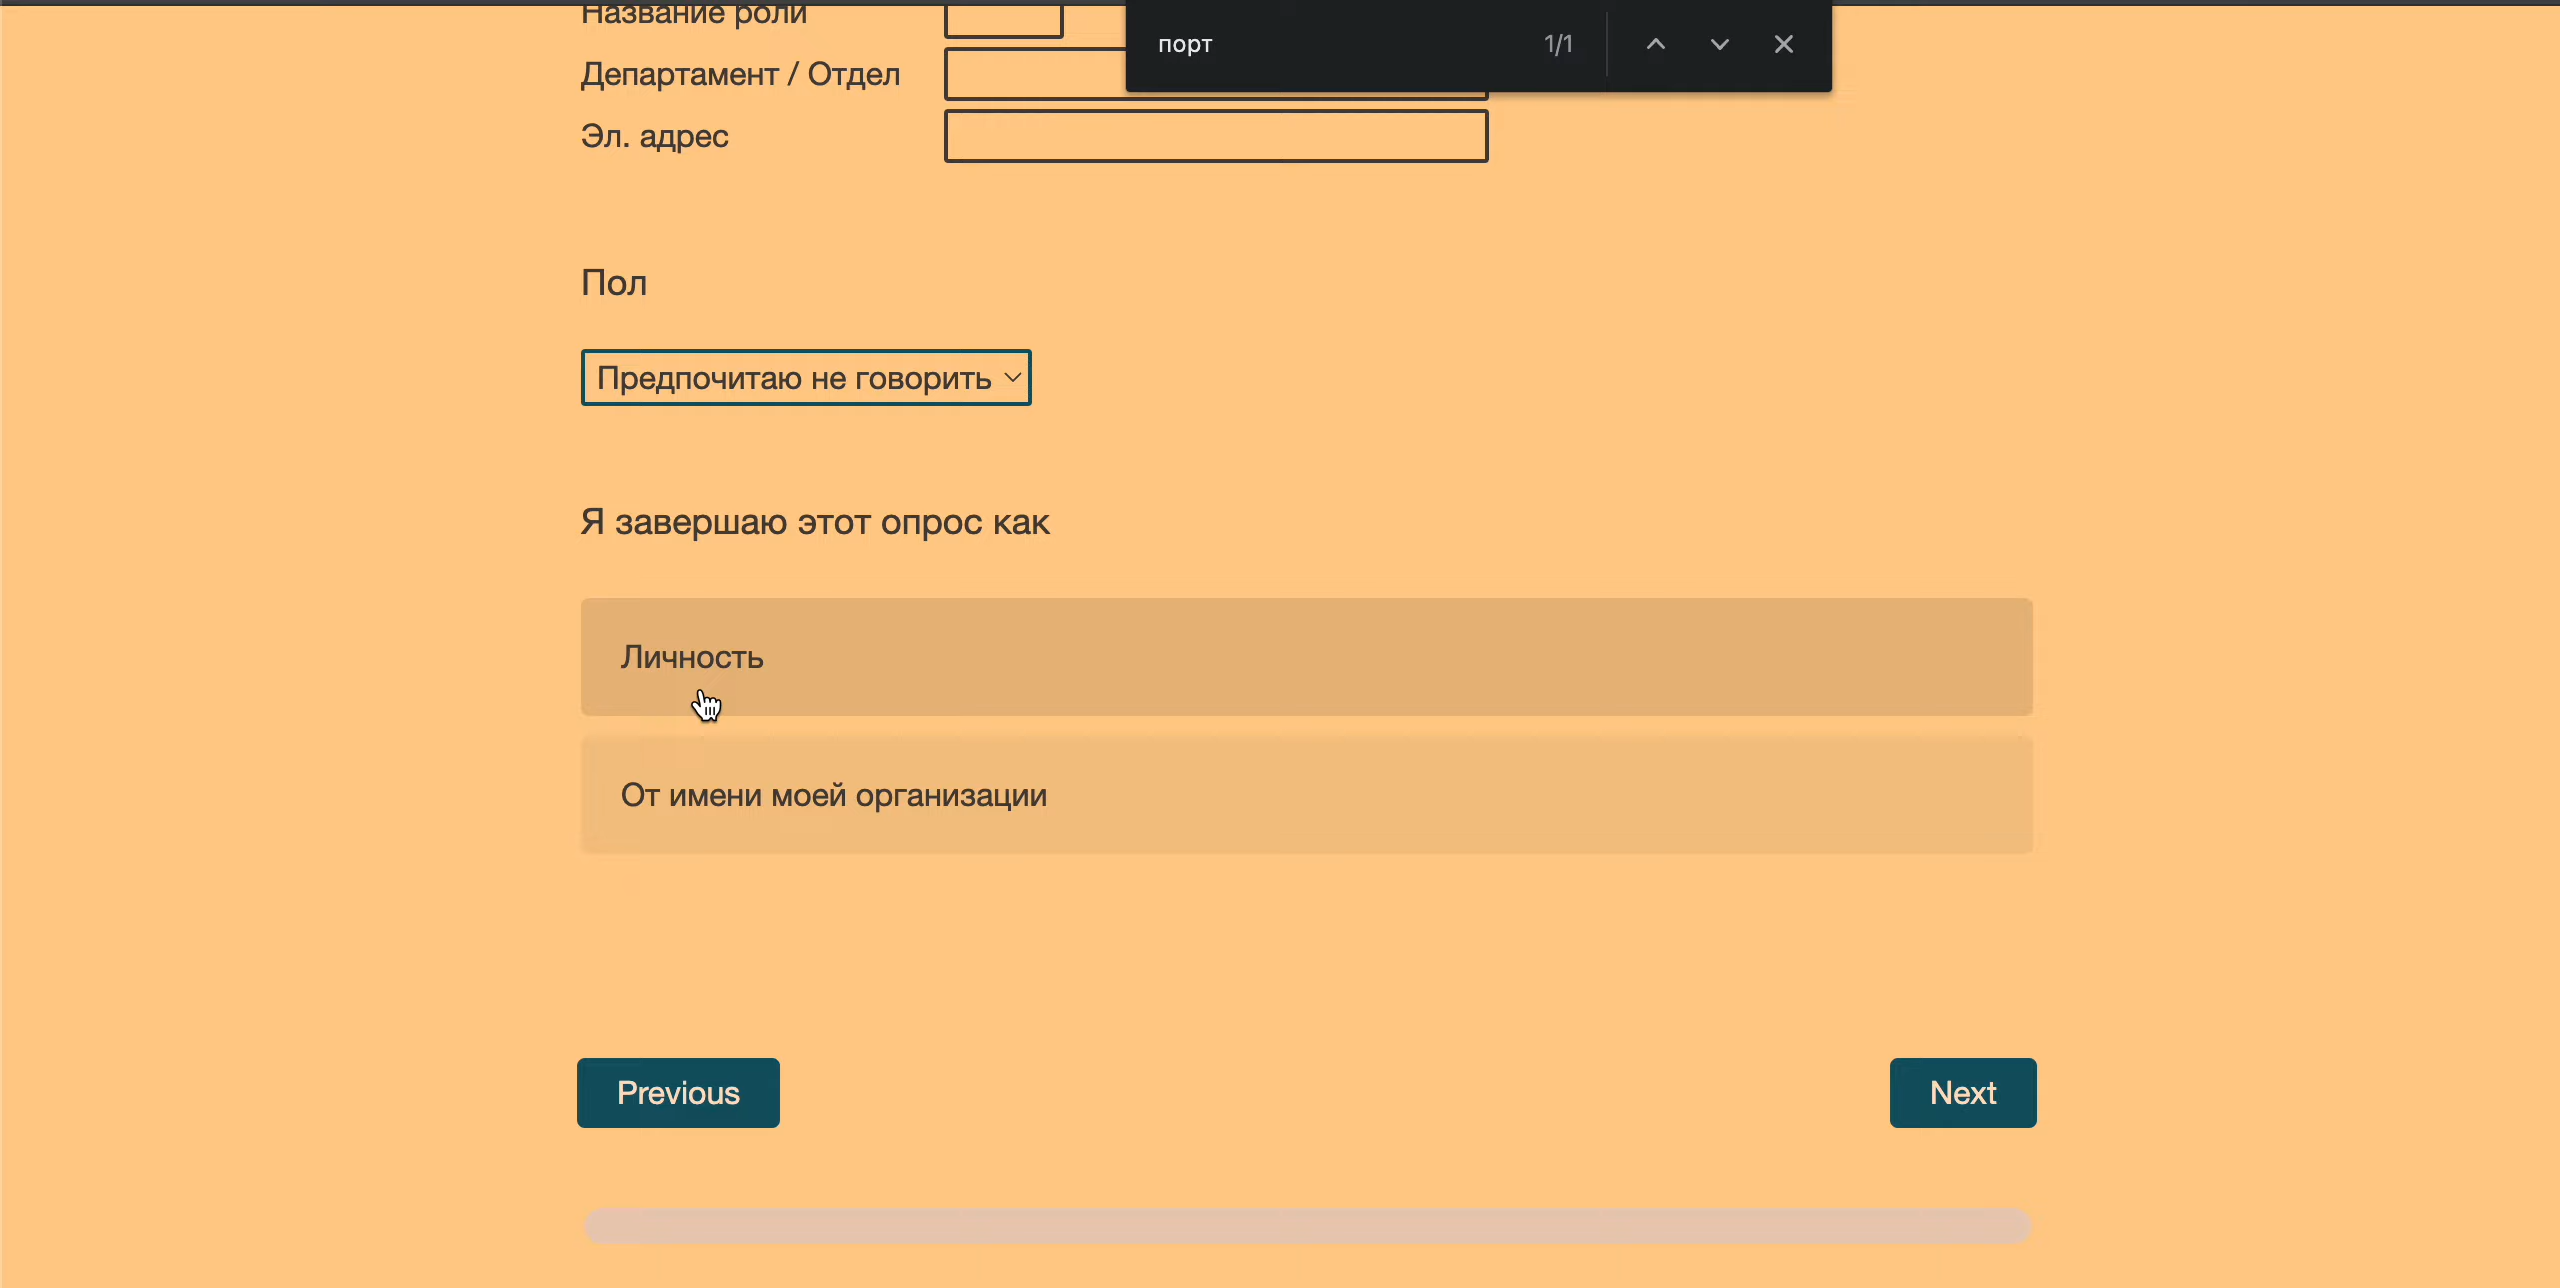 Название роли
порт
1/1
Департамент / Отдел
Эл. адрес
Пол
Предпочитаю не говорить
Я завершаю этот опрос как
Личность
От имени моей организации
Previous
Next